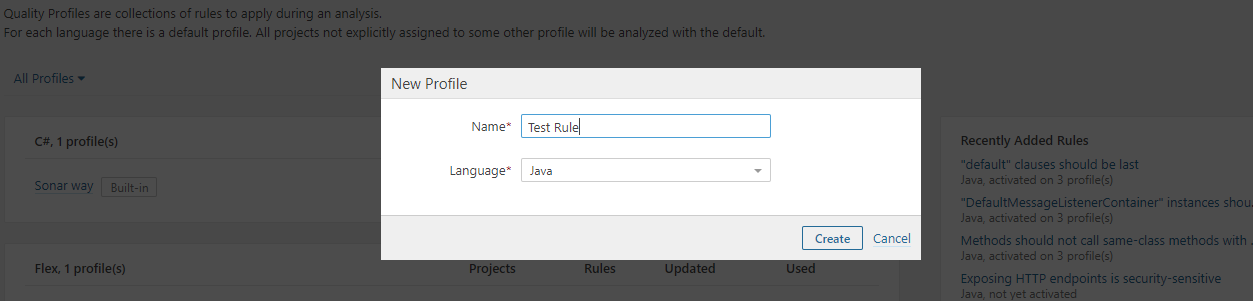 Quality Profiles are collections of rules to apply during an analysis.
For each language there is a default profile. All projects not explicitly assigned to some other profile will be analyzed with the default.
All Profiles
New Profile
Name* Test Rule
Language* Java
Create Cancel
C#, 1 profile(s)
Sonar way Built-in
Flex, 1 profile(s) Projects Rules Updated Used
Recently Added Rules
"default" clauses should be last
Java, activated on 3 profile(s)
"DefaultMessageListenerContainer" instances shou...
Java, activated on 3 profile(s)
Methods should not call same-class methods with ...
Java, activated on 3 profile(s)
Exposing HTTP endpoints is security-sensitive
Java, not yet activated